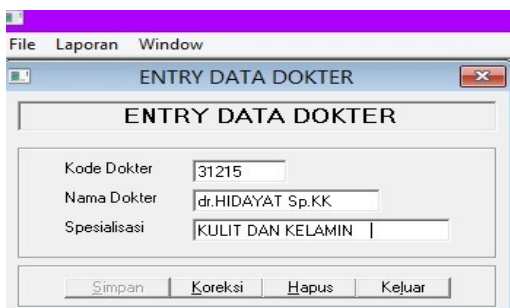 File Laporan Window
ENTRY DATA DOKTER
ENTRY DATA DOKTER
Kode Dokter 31215
Nama Dokter dr.HIDAYAT Sp.KK
Spesialisasi KULIT DAN KELAMIN
Simpan Koreksi Hapus Keluar